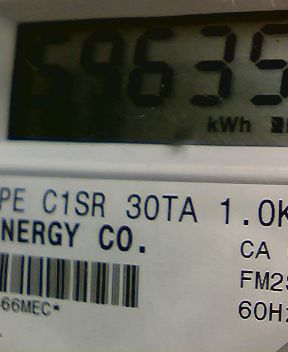 59635
kWh
PE C1SR 30TA 1.0K
NERGY CO.
CA
FM2S
66MEC*
60Hz